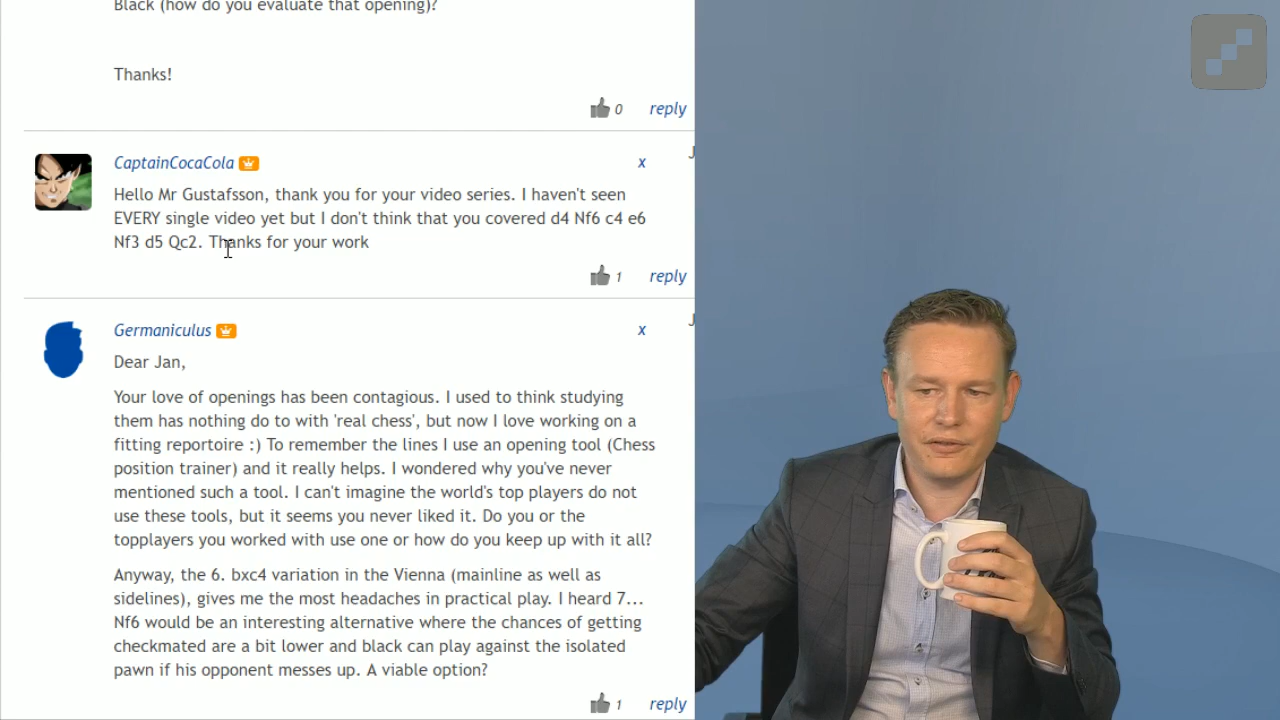 Black (how do you evaluate that opening)?
Thanks!
0 reply
CaptainCocaCola x
Hello Mr Gustafsson, thank you for your video series. I haven't seen
EVERY single video yet but I don't think that you covered d4 Nf6 c4 e6
Nf3 d5 Qc2. Thanks for your work
1 reply
Germaniculus x
Dear Jan,
Your love of openings has been contagious. I used to think studying
them has nothing do to with 'real chess', but now I love working on a
fitting reportoire :) To remember the lines I use an opening tool (Chess
position trainer) and it really helps. I wondered why you've never
mentioned such a tool. I can't imagine the world's top players do not
use these tools, but it seems you never liked it. Do you or the
topplayers you worked with use one or how do you keep up with it all?
Anyway, the 6. bxc4 variation in the Vienna (mainline as well as
sidelines), gives me the most headaches in practical play. I heard 7...
Nf6 would be an interesting alternative where the chances of getting
checkmated are a bit lower and black can play against the isolated
pawn if his opponent messes up. A viable option?
1 reply